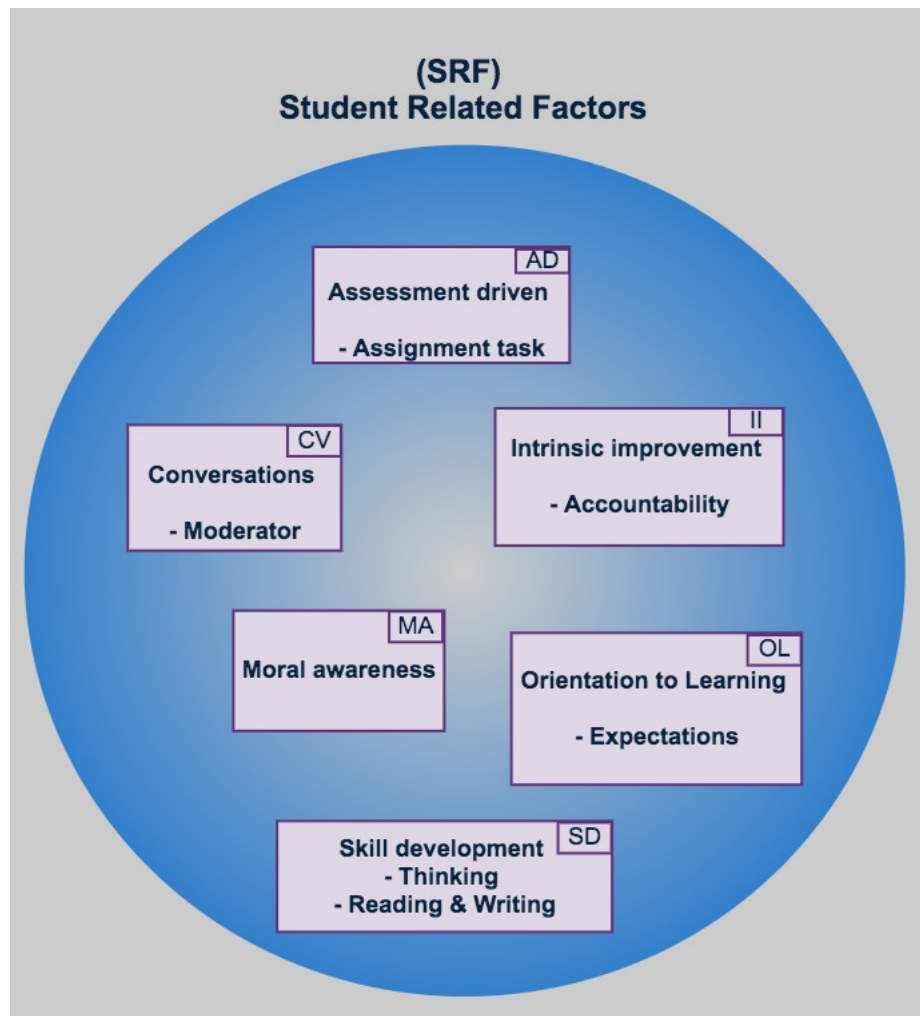 (SRF)
Student Related Factors
AD
Assessment driven
- Assignment task
CV
Conversations
- Moderator
II
Intrinsic improvement
- Accountability
MA
Moral awareness
OL
Orientation to Learning
- Expectations
SD
Skill development
- Thinking
- Reading & Writing